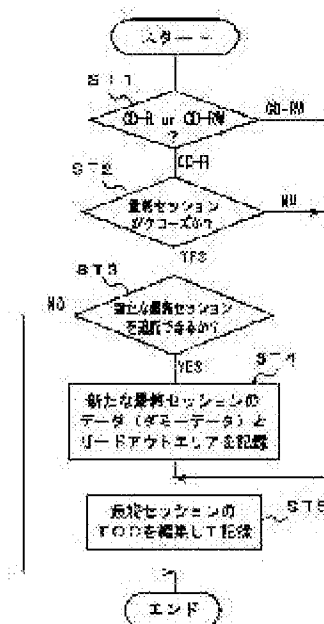 スタート
ST1
CD-R or CD-RW
?
CD-RW
CD-R
ST2
最終セッション
がクローズか?
NO
YES
ST3
NO
新たな最終セッション
を追記できるか?
YES
ST4
新たな最終セッションの
データ(ダミーデータ)と
リードアウトエリアを記録
ST5
最終セッションの
TOCを編集して記録
エンド